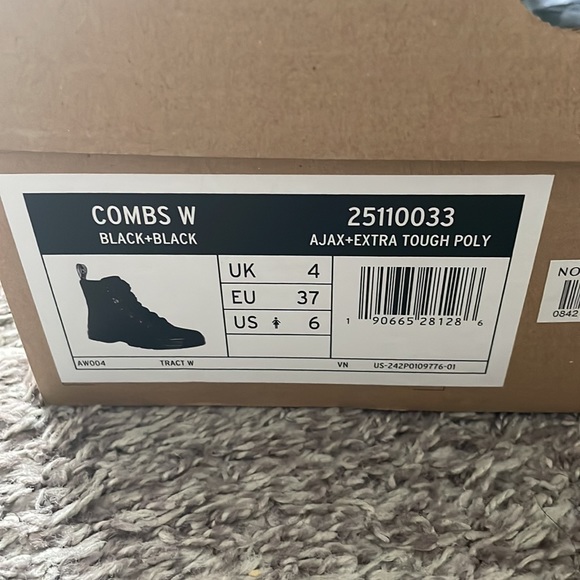 COMBS W 25110033
BLACK+BLACK AJAX+EXTRA TOUGH POLY
UK 4
EU 37
US 6
1 90665 28128 6
AW004 TRACT W VN US-242P0109776-01
NO
0842